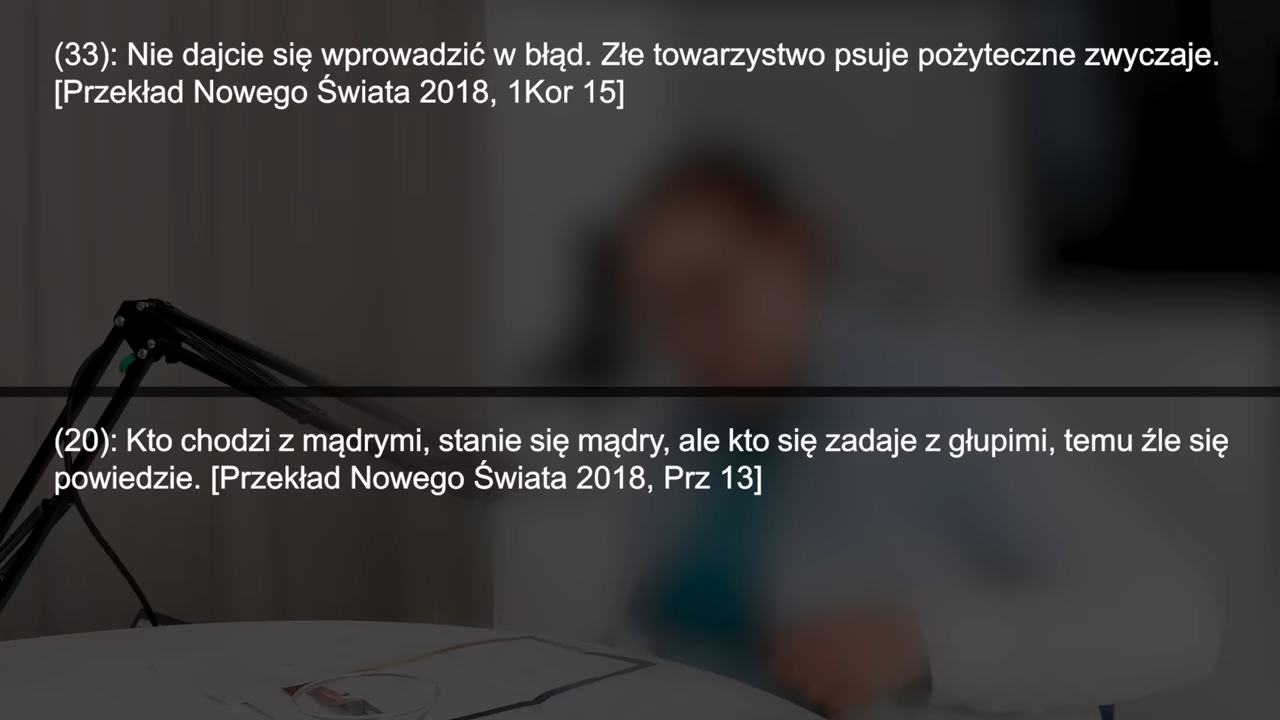 (33): Nie dajcie się wprowadzić w błąd. Złe towarzystwo psuje pożyteczne zwyczaje.
[Przekład Nowego Świata 2018, 1Kor 15]
(20): Kto chodzi z mądrymi, stanie się mądry, ale kto się zadaje z głupimi, temu źle się
powiedzie. [Przekład Nowego Świata 2018, Prz 13]